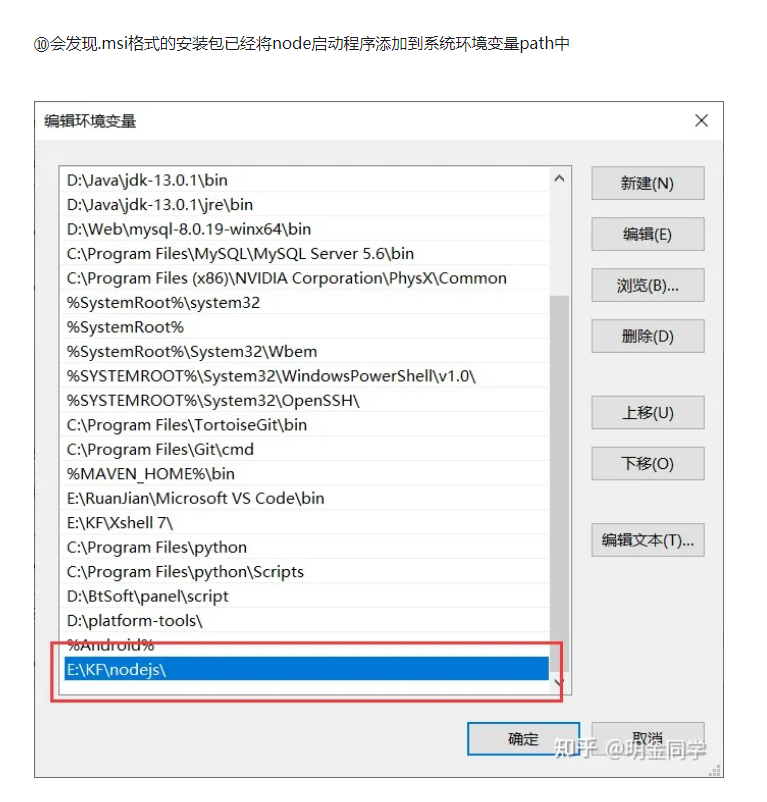 ⑩会发现.msi格式的安装包已经将node启动程序添加到系统环境变量path中
编辑环境变量
D:\Java\jdk-13.0.1\bin
D:\Java\jdk-13.0.1\jre\bin
D:\Web\mysql-8.0.19-winx64\bin
C:\Program Files\MySQL\MySQL Server 5.6\bin
C:\Program Files (x86)\NVIDIA Corporation\PhysX\Common
%SystemRoot%\system32
%SystemRoot%
%SystemRoot%\System32\Wbem
%SYSTEMROOT%\System32\WindowsPowerShell\v1.0\
%SYSTEMROOT%\System32\OpenSSH\
C:\Program Files\TortoiseGit\bin
C:\Program Files\Git\cmd
%MAVEN_HOME%\bin
E:\RuanJian\Microsoft VS Code\bin
E:\KF\Xshell 7\
C:\Program Files\python
C:\Program Files\python\Scripts
D:\BtSoft\panel\script
D:\platform-tools\
%Android%
E:\KF\nodejs\
新建(N)
编辑(E)
浏览(B)...
删除(D)
上移(U)
下移(O)
编辑文本(T)...
确定
取消
知乎 @明金同学